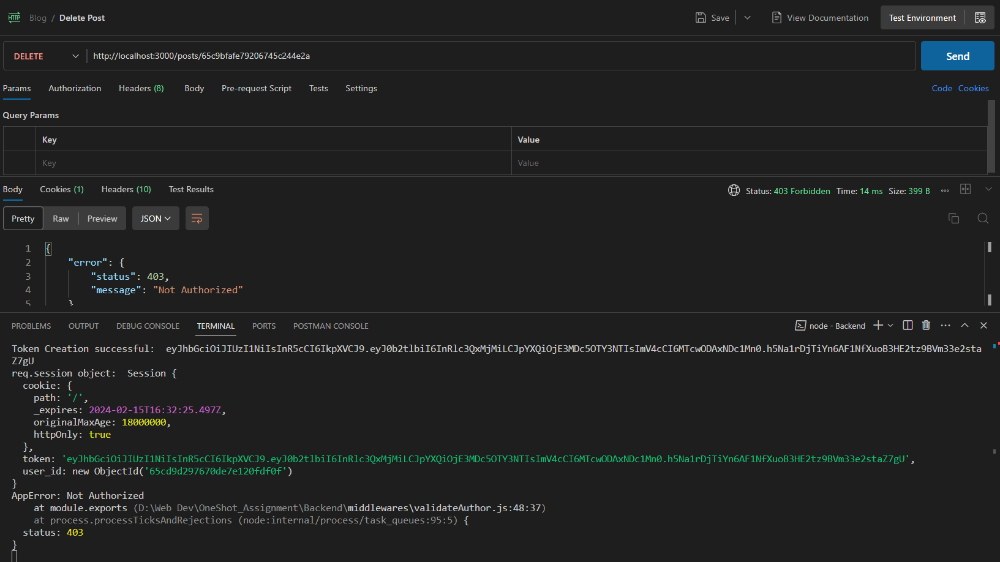 HTTP Blog / Delete Post Save View Documentation Test Environment
DELETE http://localhost:3000/posts/65c9bfafe79206745c244e2a Send
Params Authorization Headers (8) Body Pre-request Script Tests Settings Code Cookies
Query Params
Key Value
Key Value
Body Cookies (1) Headers (10) Test Results Status: 403 Forbidden Time: 14 ms Size: 399 B
Pretty Raw Preview JSON
1 {
2 "error": {
3 "status": 403,
4 "message": "Not Authorized"
5 }
PROBLEMS OUTPUT DEBUG CONSOLE TERMINAL PORTS POSTMAN CONSOLE node - Backend
Token Creation successful: eyJhbGciOiJIUzI1NiIsInR5cCI6IkpXVCJ9.eyJ0b2tlbiI6InRlc3QxMjMiLCJpYXQiOjE3MDc5OTY3NTIsImV4cCI6MTcwODAxNDc1Mn0.h5Na1rDjTiYn6AF1NfXuoB3HE2tz9BVm33e2sta
Z7gU
req.session object: Session {
cookie: {
path: '/',
_expires: 2024-02-15T16:32:25.497Z,
originalMaxAge: 18000000,
httpOnly: true
},
token: 'eyJhbGciOiJIUzI1NiIsInR5cCI6IkpXVCJ9.eyJ0b2tlbiI6InRlc3QxMjMiLCJpYXQiOjE3MDc5OTY3NTIsImV4cCI6MTcwODAxNDc1Mn0.h5Na1rDjTiYn6AF1NfXuoB3HE2tz9BVm33e2staZ7gU',
user_id: new ObjectId('65cd9d297670de7e120fdf0f')
}
AppError: Not Authorized
at module.exports (D:\Web Dev\OneShot_Assignment\Backend\middlewares\validateAuthor.js:48:37)
at process.processTicksAndRejections (node:internal/process/task_queues:95:5) {
status: 403
}